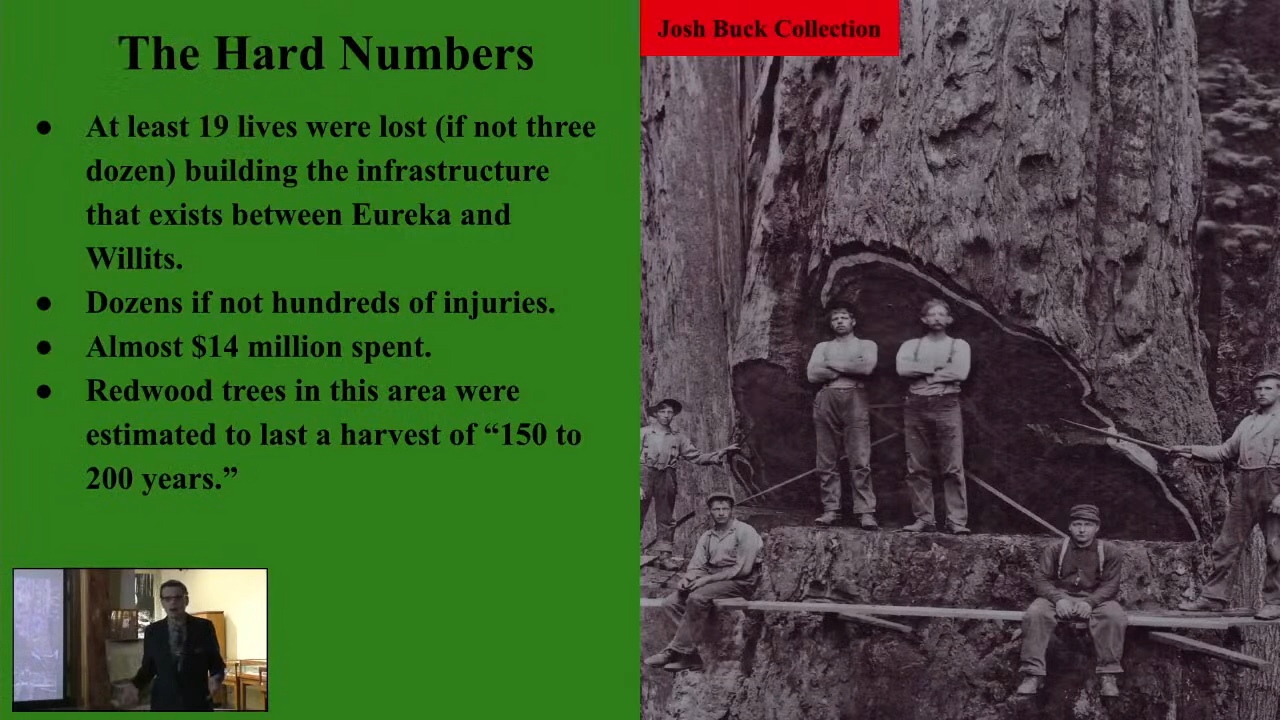 The Hard Numbers
● At least 19 lives were lost (if not three
dozen) building the infrastructure
that exists between Eureka and
Willits.
● Dozens if not hundreds of injuries.
● Almost $14 million spent.
● Redwood trees in this area were
estimated to last a harvest of “150 to
200 years.”
Josh Buck Collection